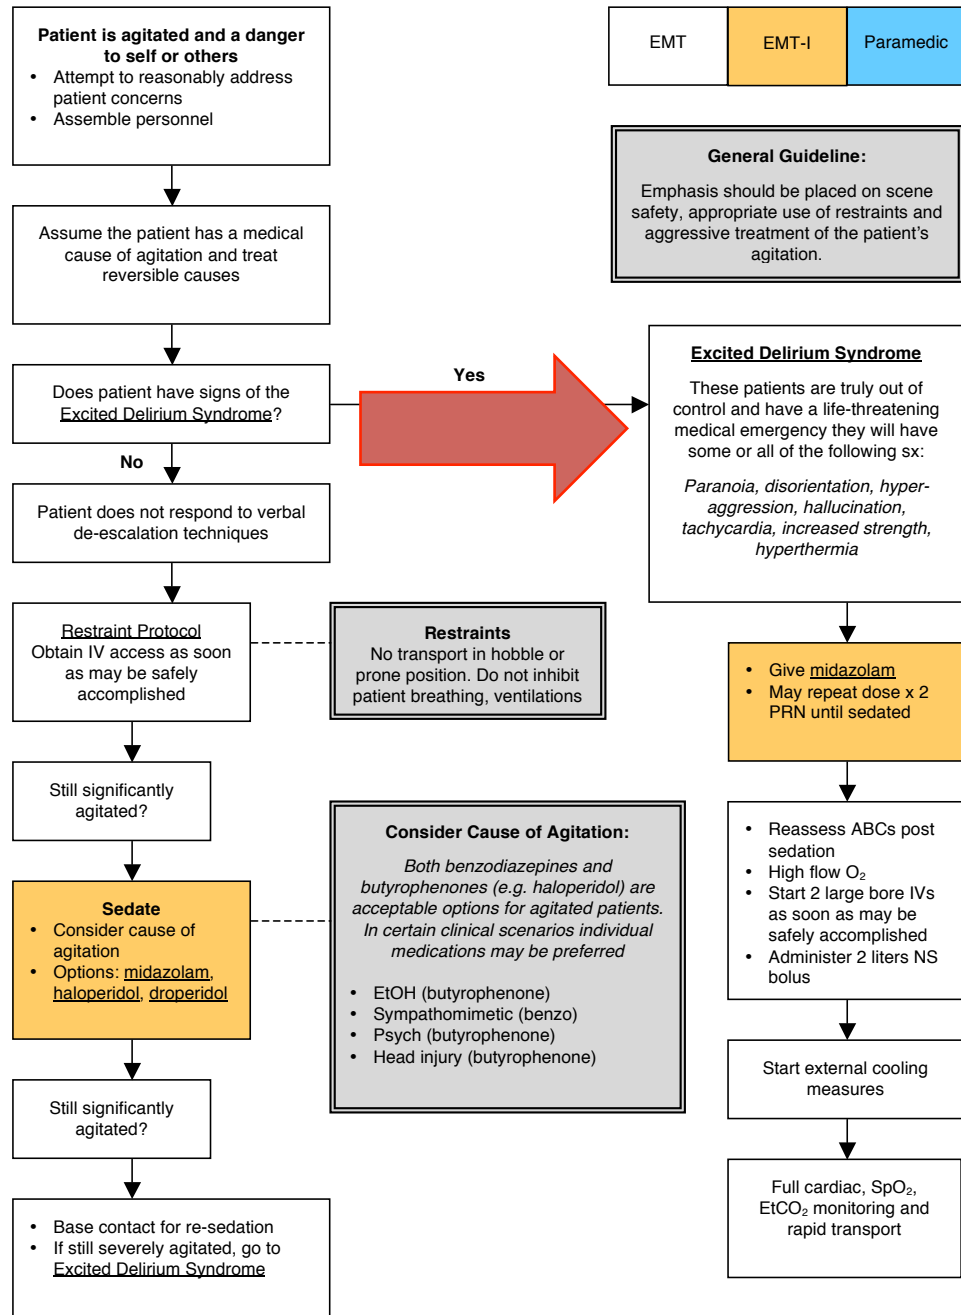 Patient is agitated and a danger
to self or others
• Attempt to reasonably address
patient concerns
• Assemble personnel
EMT
EMT-I
Paramedic
General Guideline:
Emphasis should be placed on scene
safety, appropriate use of restraints and
aggressive treatment of the patient's
agitation.
Assume the patient has a medical
cause of agitation and treat
reversible causes
Does patient have signs of the
Excited Delirium Syndrome?
Yes
No
Excited Delirium Syndrome
These patients are truly out of
control and have a life-threatening
medical emergency they will have
some or all of the following sx:
Paranoia, disorientation, hyper-
aggression, hallucination,
tachycardia, increased strength,
hyperthermia
Patient does not respond to verbal
de-escalation techniques
Restraint Protocol
Obtain IV access as soon
as may be safely
accomplished
Restraints
No transport in hobble or
prone position. Do not inhibit
patient breathing, ventilations
• Give midazolam
• May repeat dose x 2
PRN until sedated
Still significantly
agitated?
Consider Cause of Agitation:
Both benzodiazepines and
butyrophenones (e.g. haloperidol) are
acceptable options for agitated patients.
In certain clinical scenarios individual
medications may be preferred
• EtOH (butyrophenone)
• Sympathomimetic (benzo)
• Psych (butyrophenone)
• Head injury (butyrophenone)
• Reassess ABCs post
sedation
• High flow O₂
• Start 2 large bore IVs
as soon as may be
safely accomplished
• Administer 2 liters NS
bolus
Sedate
• Consider cause of
agitation
• Options: midazolam,
haloperidol, droperidol
Start external cooling
measures
Still significantly
agitated?
Full cardiac, SpO₂,
EtCO₂ monitoring and
rapid transport
• Base contact for re-sedation
• If still severely agitated, go to
Excited Delirium Syndrome